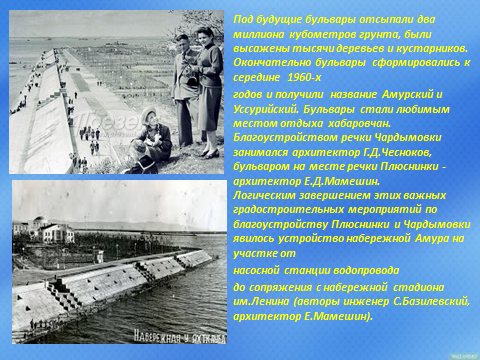 Под будущие бульвары отсыпали два
миллиона кубометров грунта, были
высажены тысячи деревьев и кустарников.
Окончательно бульвары сформировались к
середине 1960-х
годов и получили название Амурский и
Уссурийский. Бульвары стали любимым
местом отдыха хабаровчан.
Благоустройством речки Чардымовки
занимался архитектор Г.Д.Чесноков,
бульваром на месте речки Плюснинки -
архитектор Е.Д.Мамешин.
Логическим завершением этих важных
градостроительных мероприятий по
благоустройству Плюснинки и Чардымовки
явилось устройство набережной Амура на
участке от
насосной станции водопровода
до сопряжения с набережной стадиона
им.Ленина (авторы инженер С.Базилевский,
архитектор Е.Мамешин).
НАБЕРЕЖНАЯ У ЯХТКЛУБА